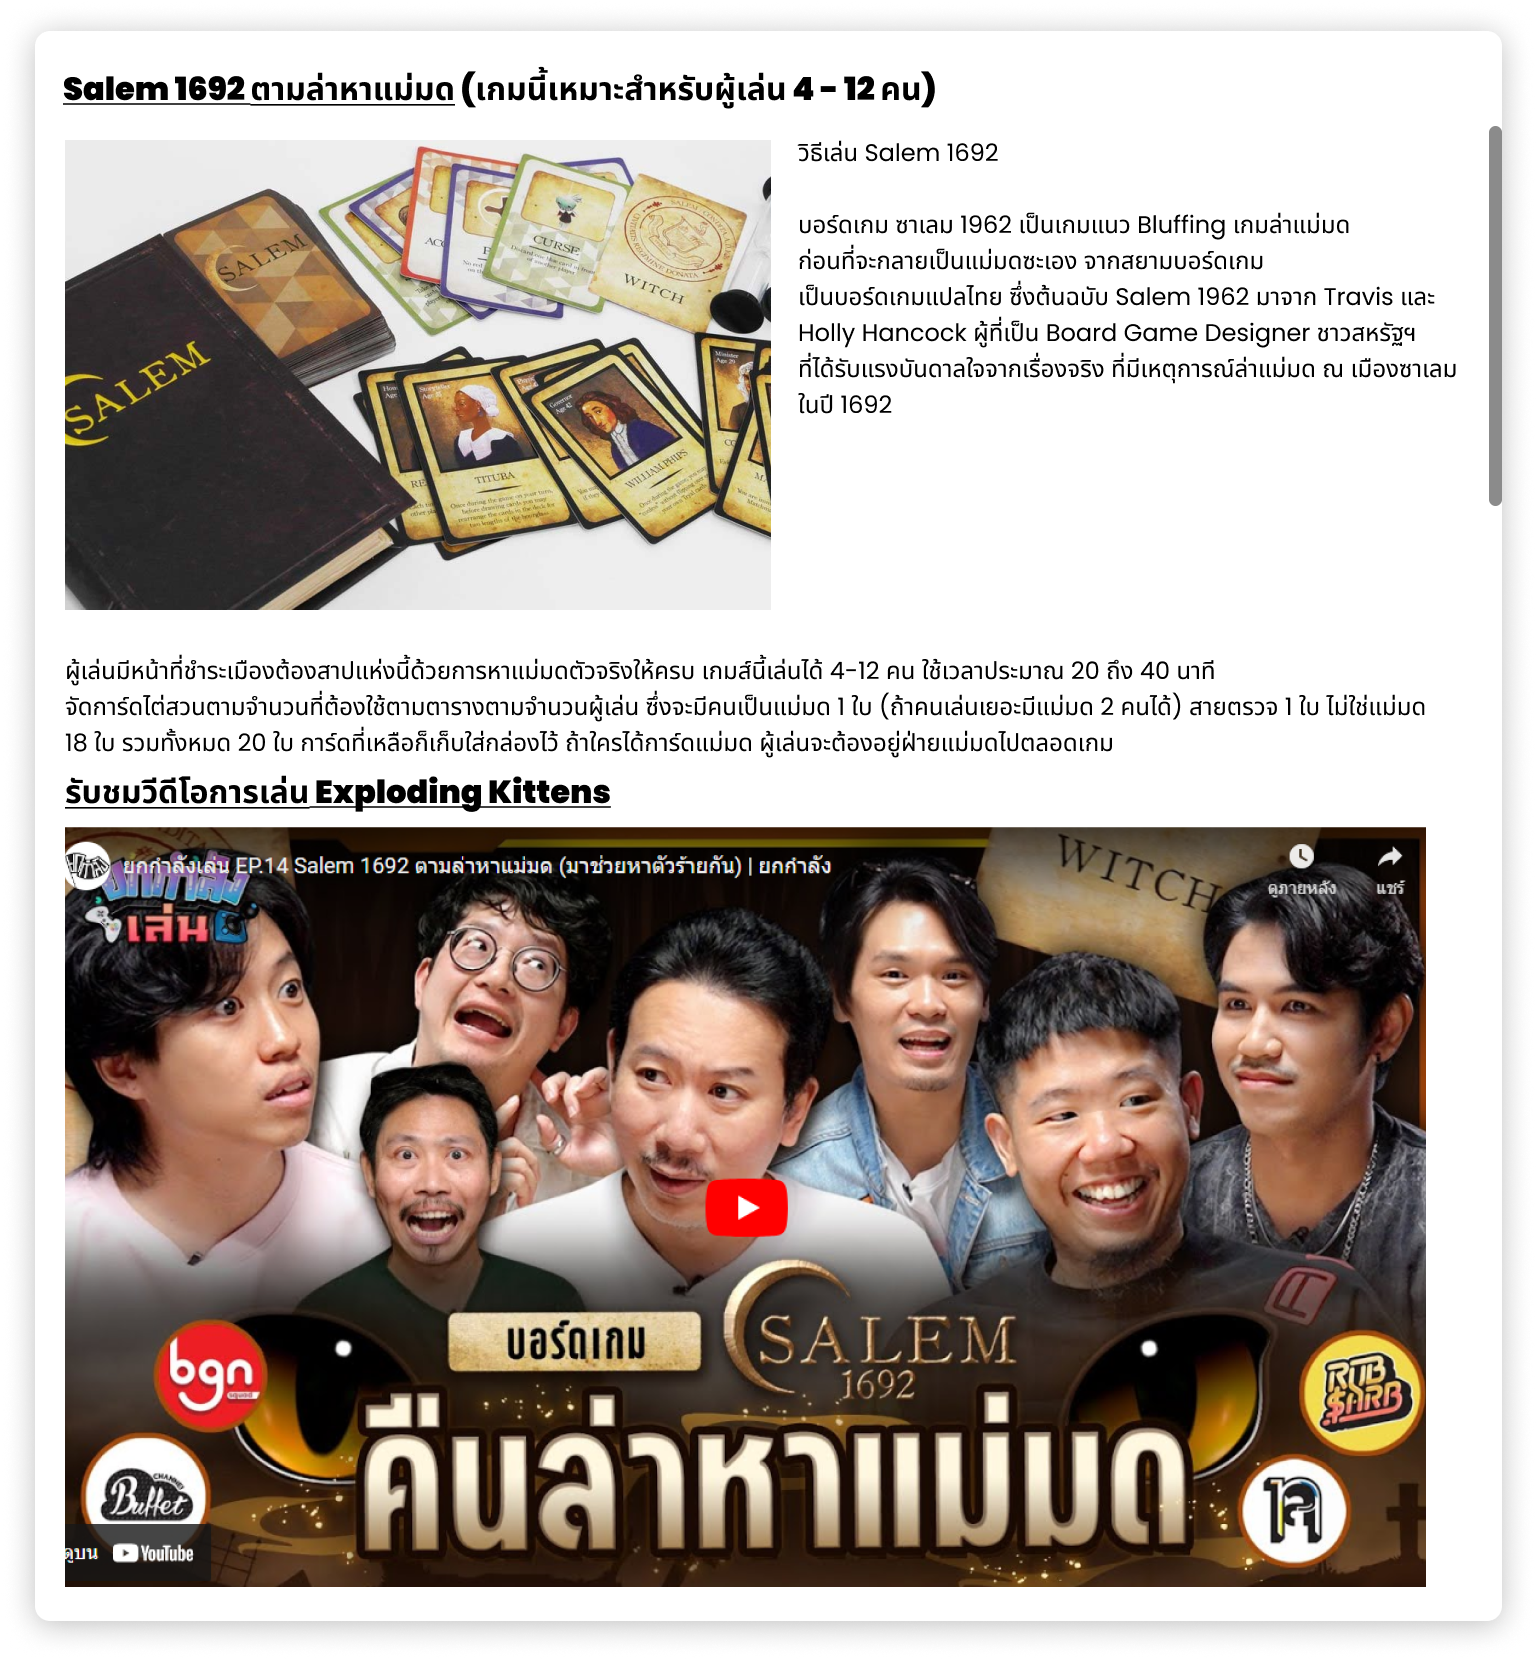 Salem 1692 ตามล่าหาแม่มด (เกมนี้เหมาะสำหรับผู้เล่น 4 - 12 คน)
วิธีเล่น Salem 1692
บอร์ดเกม ซาเลม 1962 เป็นเกมแนว Bluffing เกมล่าแม่มด
ก่อนที่จะกลายเป็นแม่มดซะเอง จากสยามบอร์ดเกม
เป็นบอร์ดเกมแปลไทย ซึ่งต้นฉบับ Salem 1962 มาจาก Travis และ
Holly Hancock ผู้ที่เป็น Board Game Designer ชาวสหรัฐฯ
ที่ได้รับแรงบันดาลใจจากเรื่องจริง ที่มีเหตุการณ์ล่าแม่มด ณ เมืองซาเลม
ในปี 1692
SALEM
SALEM
CURSE
WITCH
TITUBA
WILLIAM PHIPS
ผู้เล่นมีหน้าที่ชำระเมืองต้องสาปแห่งนี้ด้วยการหาแม่มดตัวจริงให้ครบ เกมส์นี้เล่นได้ 4-12 คน ใช้เวลาประมาณ 20 ถึง 40 นาที
จัดการ์ดไต่สวนตามจำนวนที่ต้องใช้ตามตารางตามจำนวนผู้เล่น ซึ่งจะมีคนเป็นแม่มด 1 ใบ (ถ้าคนเล่นเยอะมีแม่มด 2 คนได้) สายตรวจ 1 ใบ ไม่ใช่แม่มด
18 ใบ รวมทั้งหมด 20 ใบ การ์ดที่เหลือก็เก็บใส่กล่องไว้ ถ้าใครได้การ์ดแม่มด ผู้เล่นจะต้องอยู่ฝ่ายแม่มดไปตลอดเกม
รับชมวีดีโอการเล่น Exploding Kittens
ยกกำลังเล่น EP.14 Salem 1692 ตามล่าหาแม่มด (มาช่วยหาตัวร้ายกัน) | ยกกำลัง
ดูภายหลัง
แชร์
WITCH
ยกกำลัง
เล่น
บอร์ดเกม
SALEM
1692
คืนล่าหาแม่มด
bgn
squad
Buffet
CHANNEL
RUB
$ARB
ดูบน YouTube